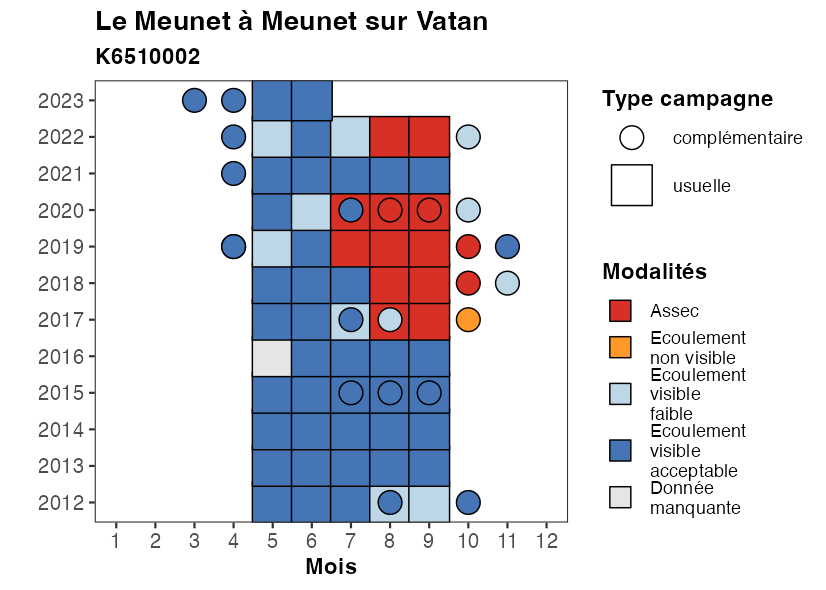 Le Meunet à Meunet sur Vatan
K6510002
2023
2022
2021
2020
2019
2018
2017
2016
2015
2014
2013
2012
1 2 3 4 5 6 7 8 9 10 11 12
Mois
Type campagne
complémentaire
usuelle
Modalités
Assec
Ecoulement
non visible
Ecoulement
visible
faible
Ecoulement
visible
acceptable
Donnée
manquante